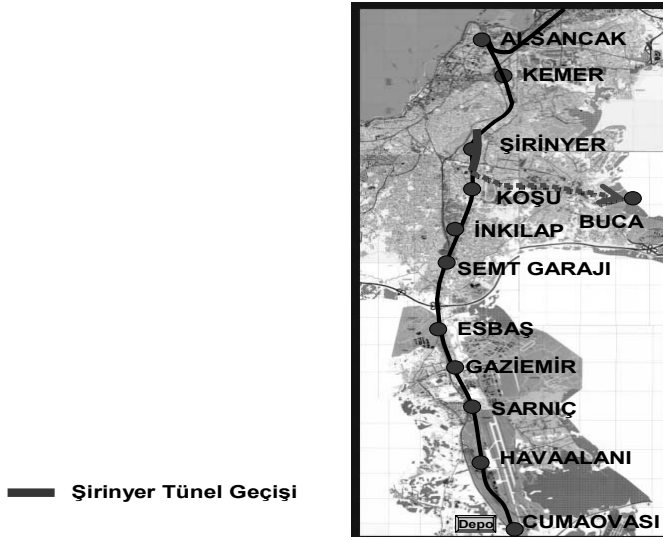 ALSANCAK
KEMER
ŞİRİNYER
KOŞU
BUCA
İNKILAP
SEMT GARAJI
ESBAŞ
GAZİEMİR
SARNIÇ
HAVAALANI
Şirinyer Tünel Geçişi
Depo
CUMAOVASI